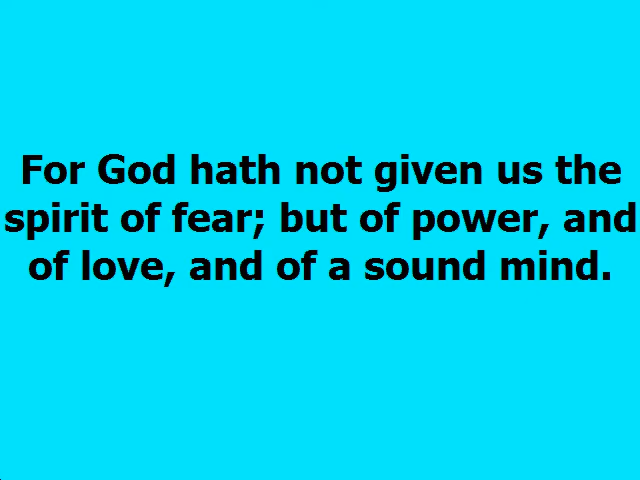 For God hath not given us the
spirit of fear; but of power, and
of love, and of a sound mind.